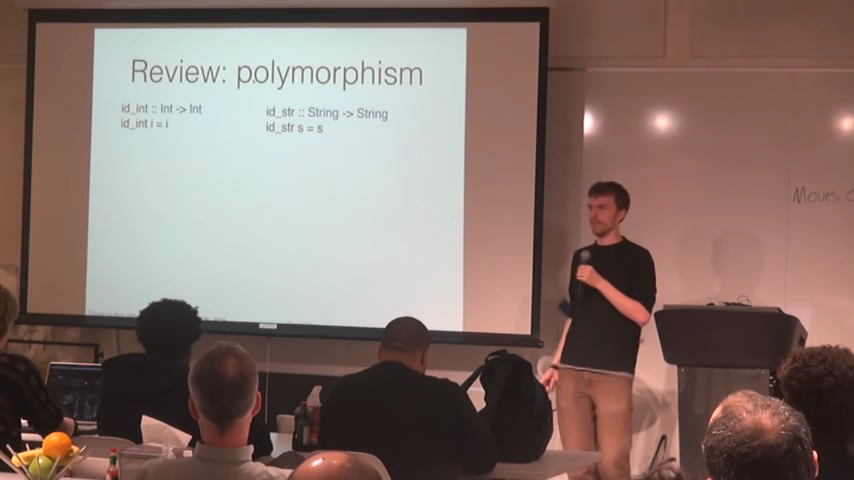 Review: polymorphism
id_int :: Int -> Int
id_int i = i
id_str :: String -> String
id_str s = s
Moves